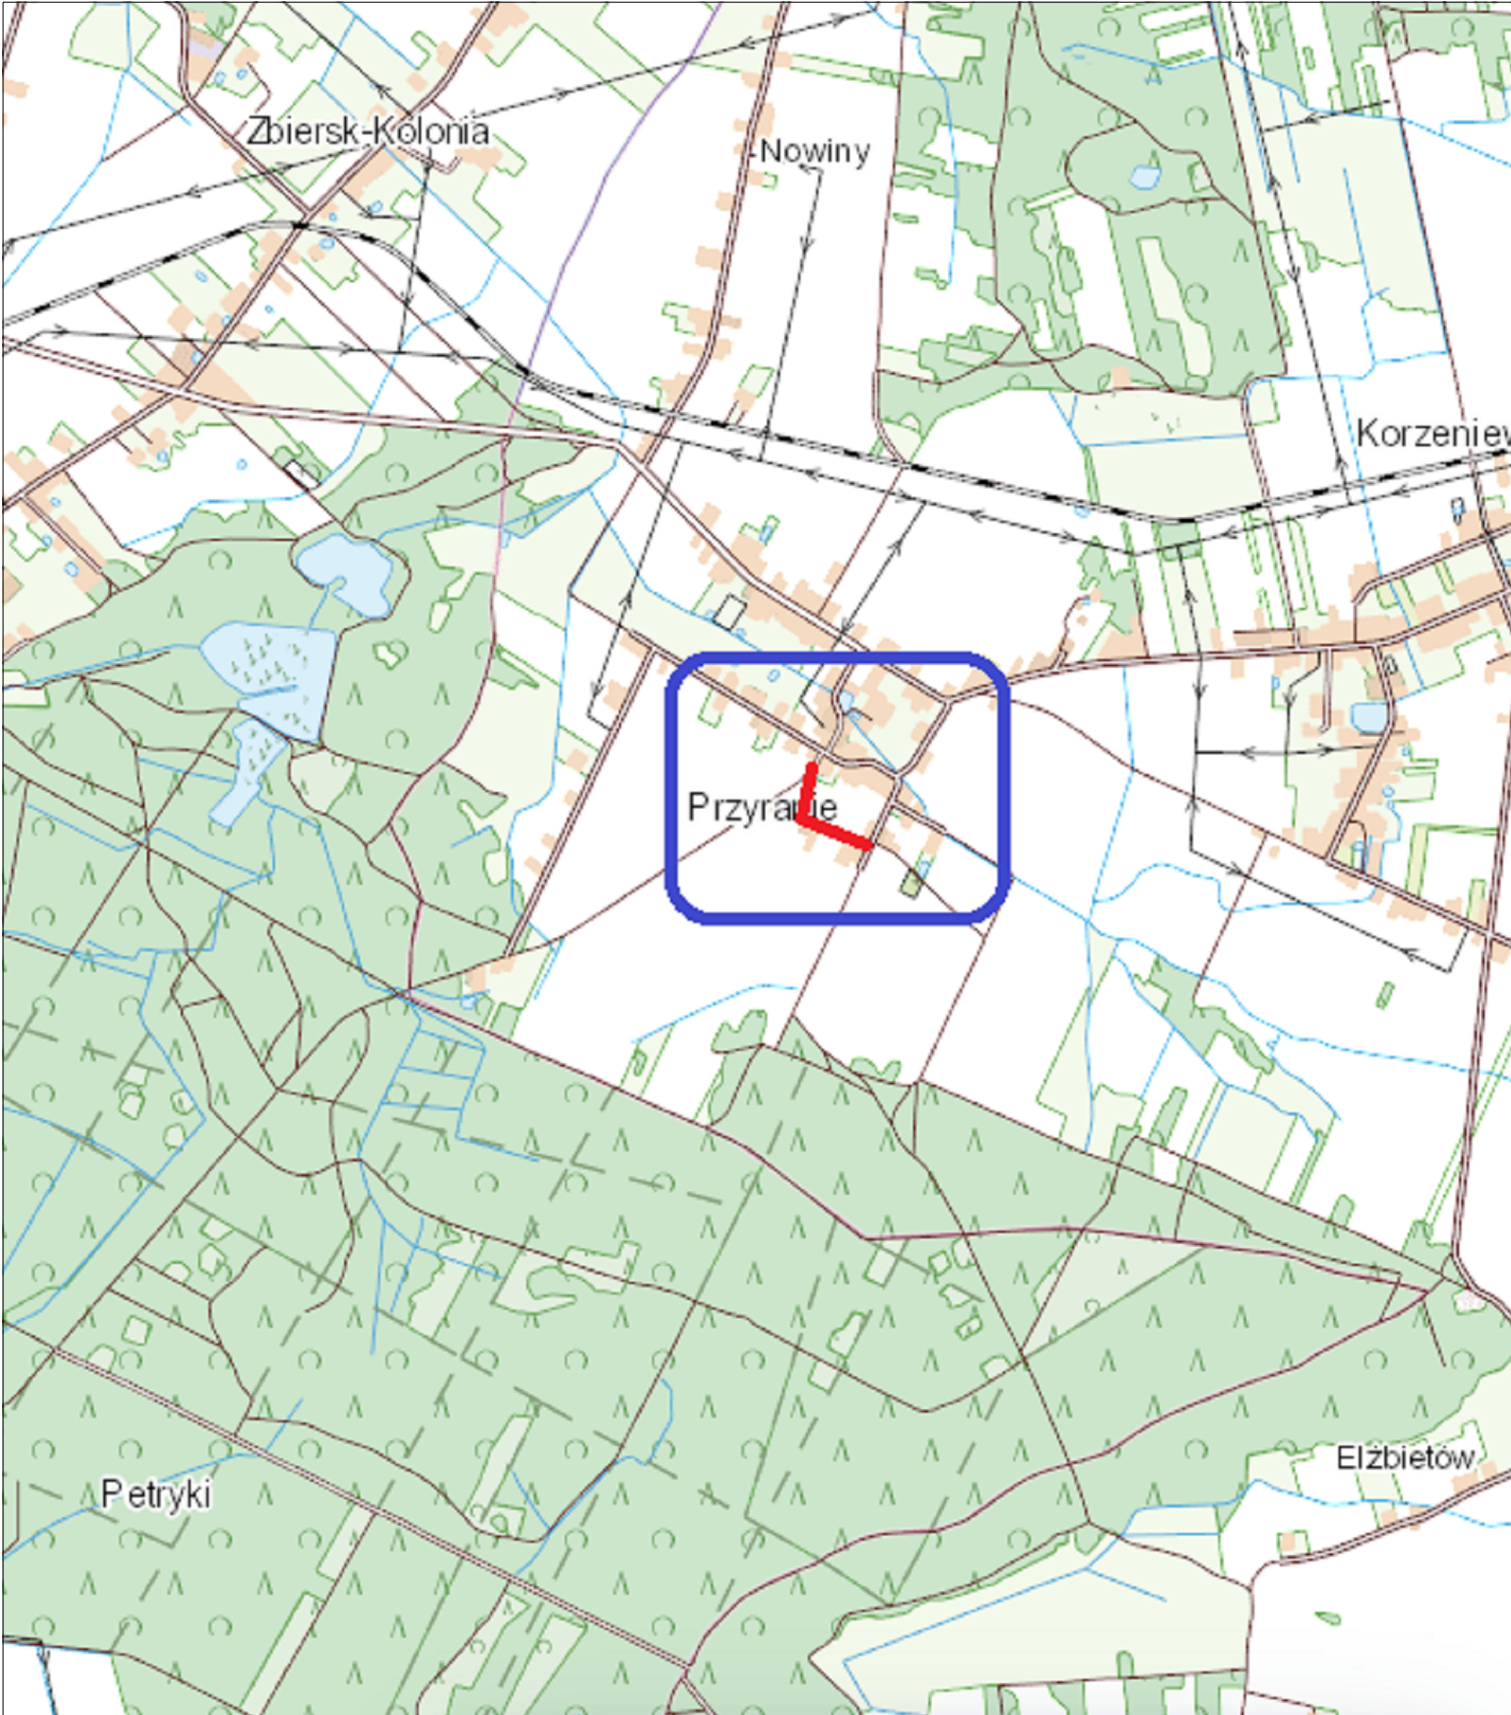 Zbiersk-Kolonia
Nowiny
Korzeniew
Przyranie
Elżbietów
Petryki